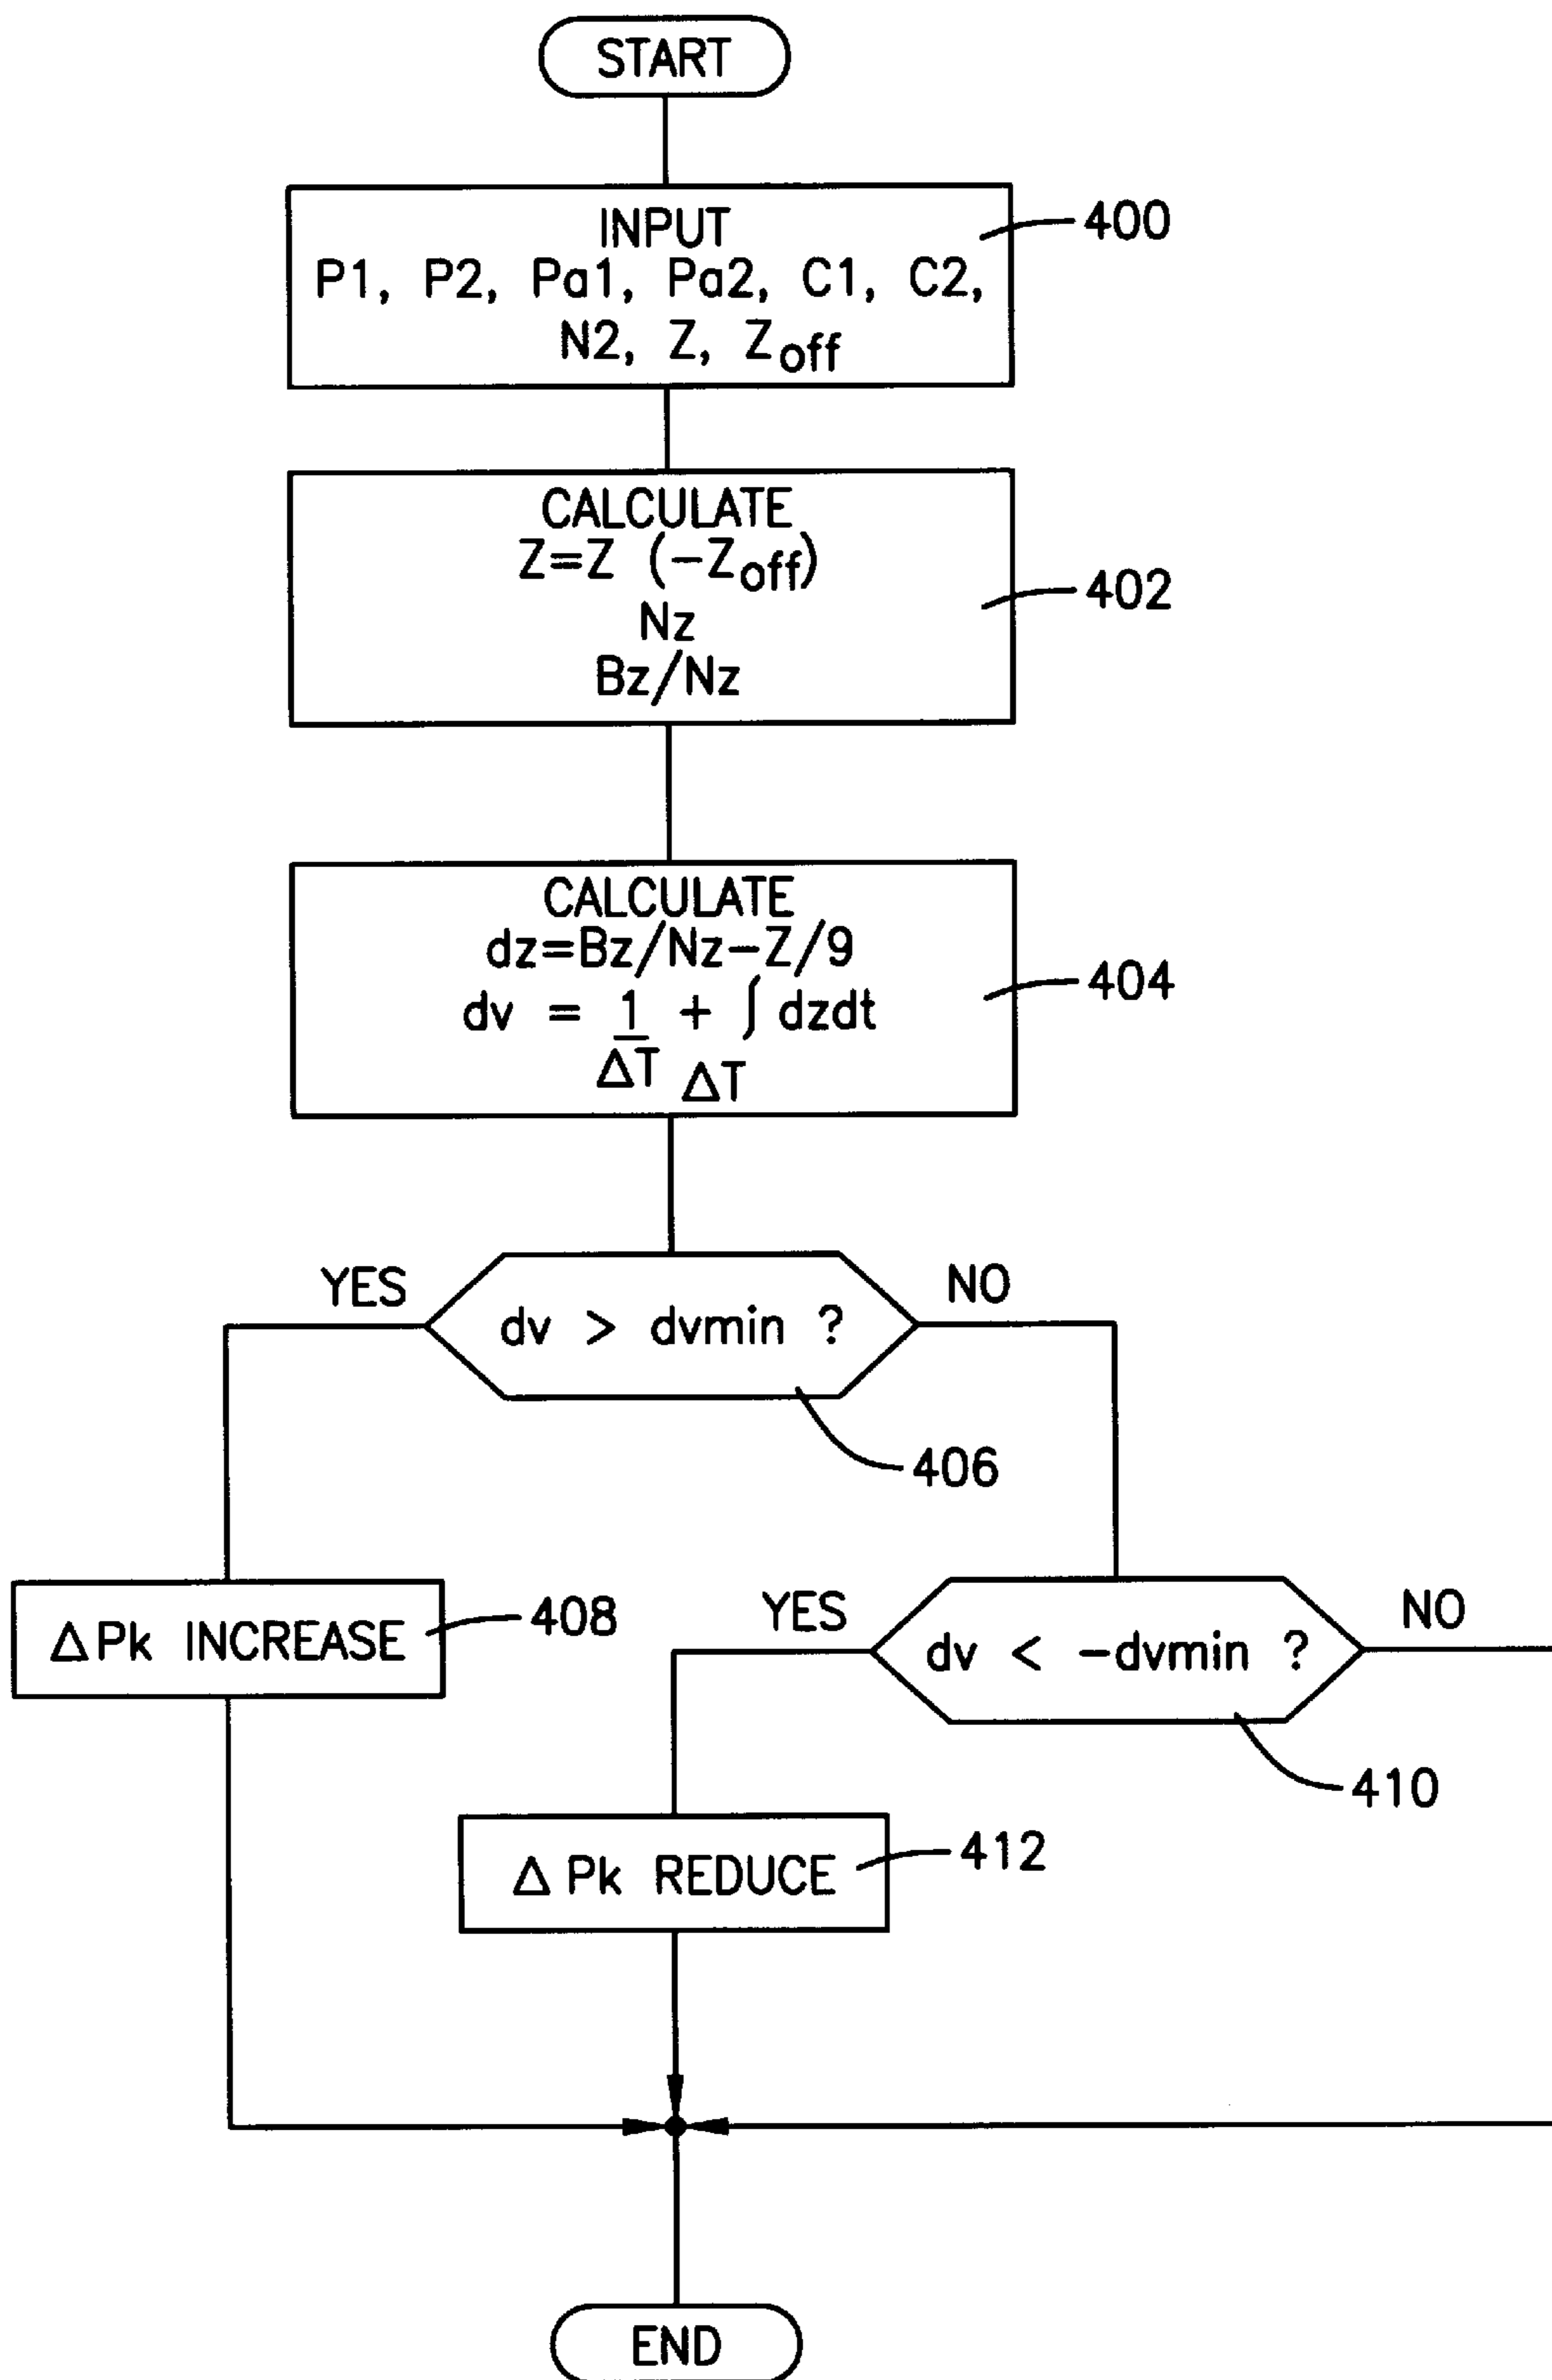 START
INPUT
P1, P2, Pa1, Pa2, C1, C2,
N2, Z, Zoff
400
CALCULATE
Z=Z (-Zoff)
Nz
Bz/Nz
402
CALCULATE
dz=Bz/Nz-Z/9
dv = 1 + ∫ dzdt
ΔT ΔT
404
YES
NO
dv > dvmin ?
406
ΔPk INCREASE
408
YES
NO
dv < -dvmin ?
410
Δ Pk REDUCE
412
END